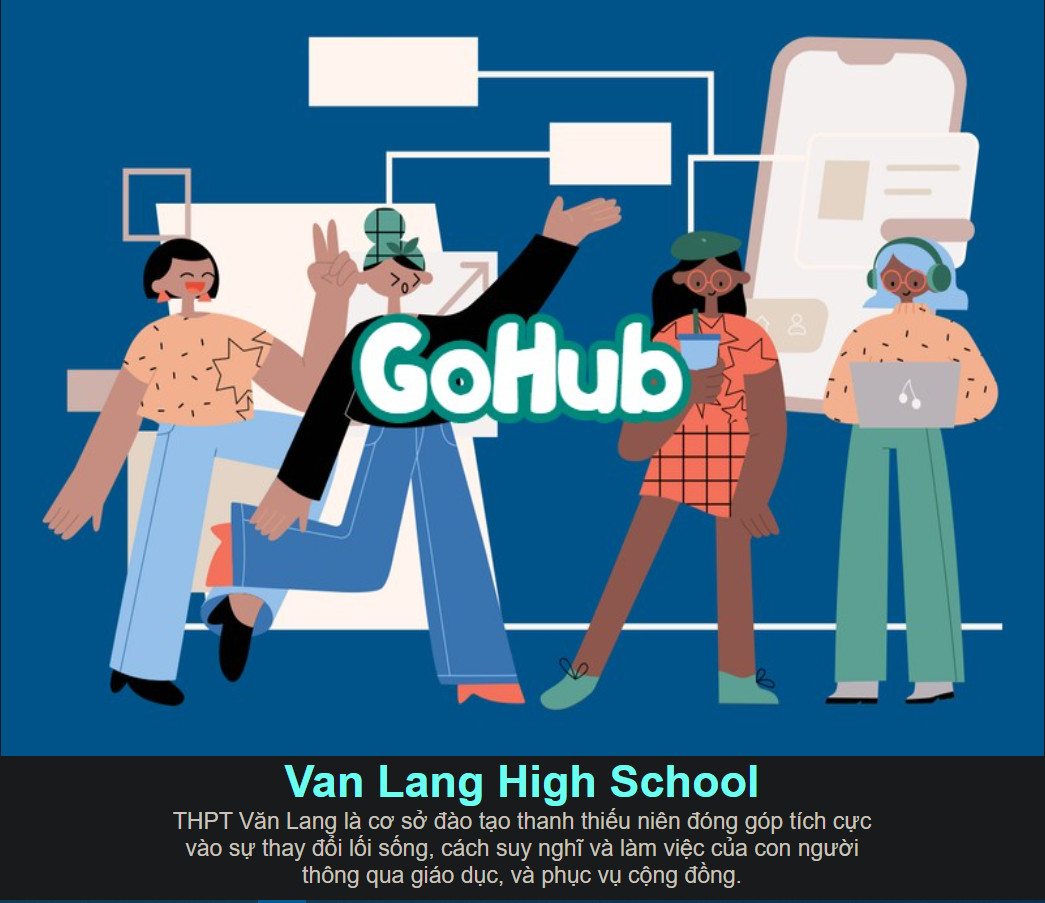 GoHub
Van Lang High School
THPT Văn Lang là cơ sở đào tạo thanh thiếu niên đóng góp tích cực
vào sự thay đổi lối sống, cách suy nghĩ và làm việc của con người
thông qua giáo dục, và phục vụ cộng đồng.